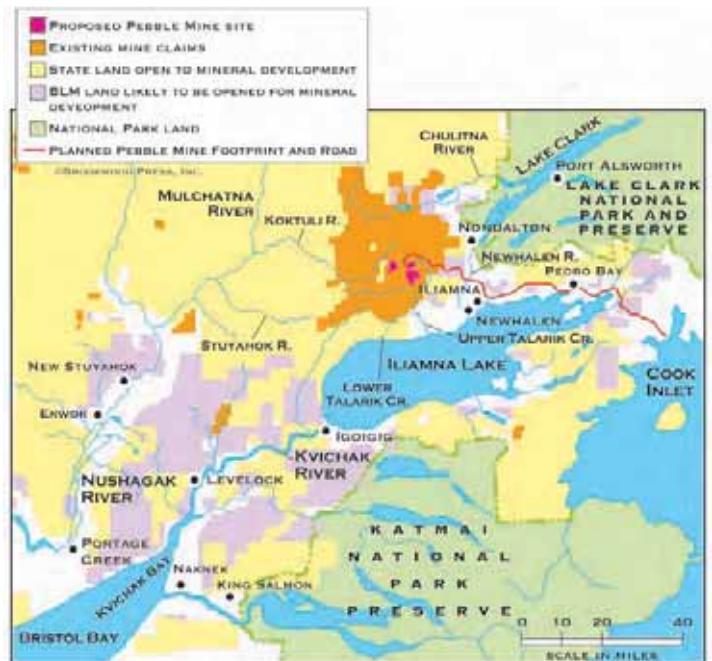 PROPOSED PEBBLE MINE SITE
EXISTING MINE CLAIMS
STATE LAND OPEN TO MINERAL DEVELOPMENT
BLM LAND LIKELY TO BE OPENED FOR MINERAL
DEVEOPMENT
NATIONAL PARK LAND
PLANNED PEBBLE MINE FOOTPRINT AND ROAD
PRESS, INC.
CHULITNA
RIVER
LAKE CLARK
PORT ALSWORTH
LAKE CLARK
NATIONAL
PARK AND
PRESERVE
MULCHATNA
RIVER
KOKTULI R.
NONDALTON
NEWHALEN R.
PEDRO BAY
ILIAMNA
NEWHALEN
UPPER TALARIK CR.
STUYAHOK R.
ILIAMNA LAKE
COOK
INLET
NEW STUYAHOK
LOWER
TALARIK CR.
EKWOK
IGOIGIG
KVICHAK
RIVER
NUSHAGAK
RIVER
LEVELOCK
KATMAI
NATIONAL
PARK
PRESERVE
PORTAGE
CREEK
KVICHAK BAY
NAKNEK
KING SALMON
BRISTOL BAY
0 20 40
SCALE IN MILES